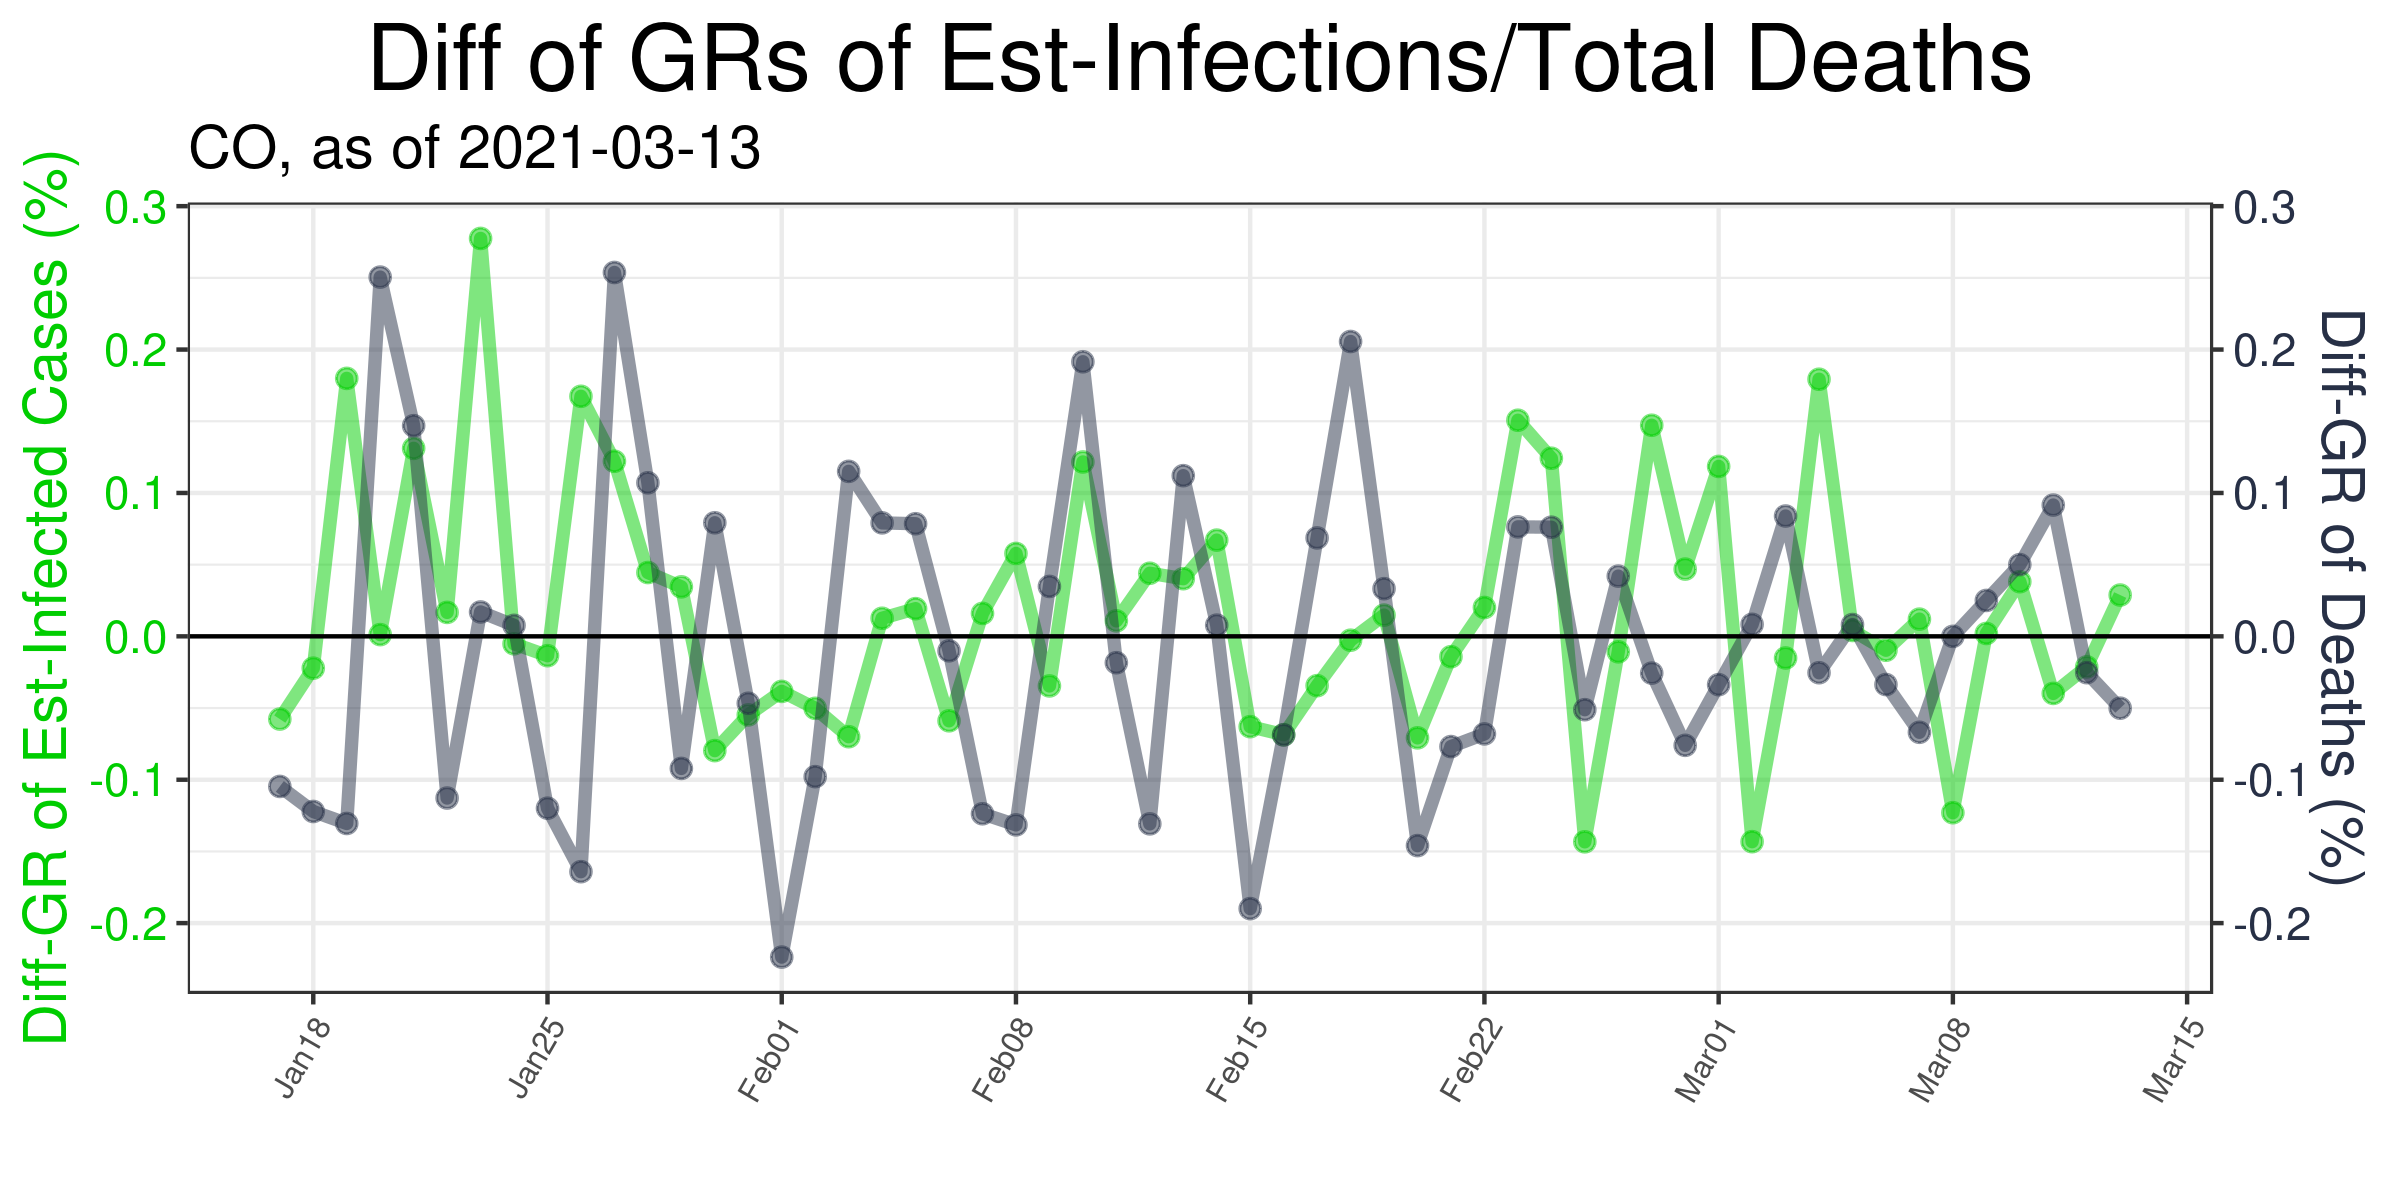 Diff of GRs of Est-Infections/Total Deaths
CO, as of 2021-03-13
Diff-GR of Est-Infected Cases (%)
0.3
0.2
0.1
0.0
-0.1
-0.2
0.3
0.2
0.1
0.0
-0.1
-0.2
Diff-GR of Deaths (%)
Jan18
Jan25
Feb01
Feb08
Feb15
Feb22
Mar01
Mar08
Mar15